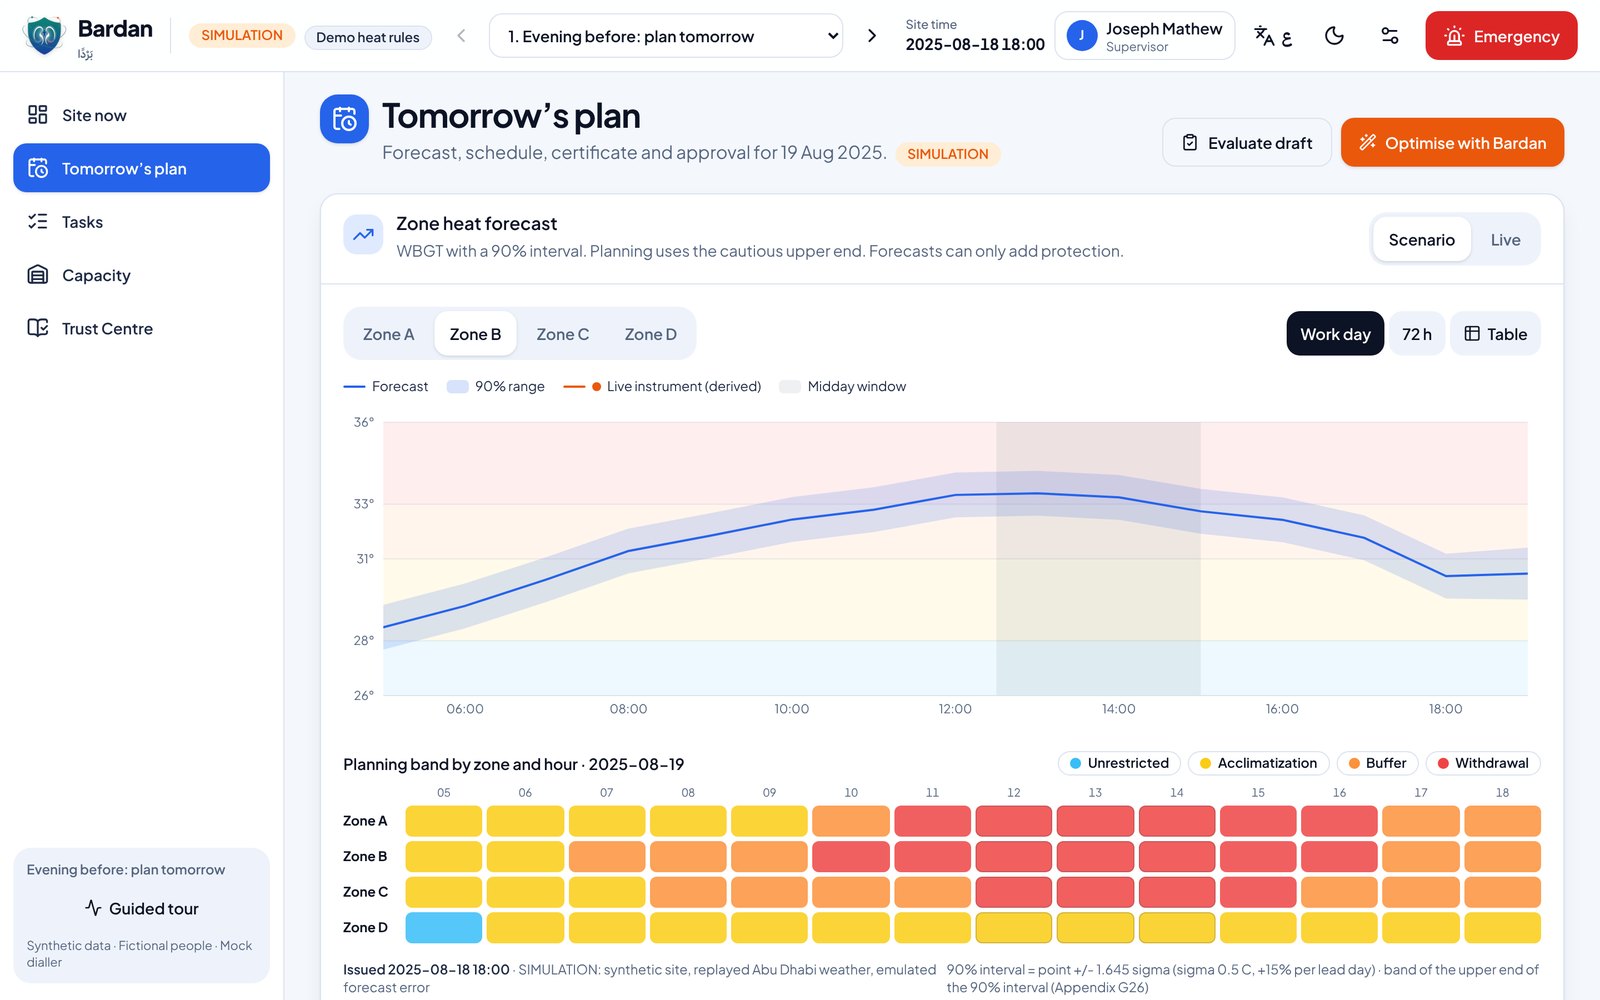 Bardan
بَرْدًا
SIMULATION
Demo heat rules
1. Evening before: plan tomorrow
Site time
2025-08-18 18:00
J
Joseph Mathew
Supervisor
ع
Emergency
Site now
Tomorrow's plan
Tasks
Capacity
Trust Centre
Evening before: plan tomorrow
Guided tour
Synthetic data · Fictional people · Mock
dialler
Tomorrow's plan
Forecast, schedule, certificate and approval for 19 Aug 2025.
SIMULATION
Evaluate draft
Optimise with Bardan
Zone heat forecast
WBGT with a 90% interval. Planning uses the cautious upper end. Forecasts can only add protection.
Scenario
Live
Zone A
Zone B
Zone C
Zone D
Work day
72 h
Table
Forecast
90% range
Live instrument (derived)
Midday window
36°
33°
31°
28°
26°
06:00
08:00
10:00
12:00
14:00
16:00
18:00
Planning band by zone and hour · 2025-08-19
Unrestricted
Acclimatization
Buffer
Withdrawal
05 06 07 08 09 10 11 12 13 14 15 16 17 18
Zone A
Zone B
Zone C
Zone D
Issued 2025-08-18 18:00 · SIMULATION: synthetic site, replayed Abu Dhabi weather, emulated
forecast error
90% interval = point +/- 1.645 sigma (sigma 0.5 C, +15% per lead day) · band of the upper end of
the 90% interval (Appendix G26)